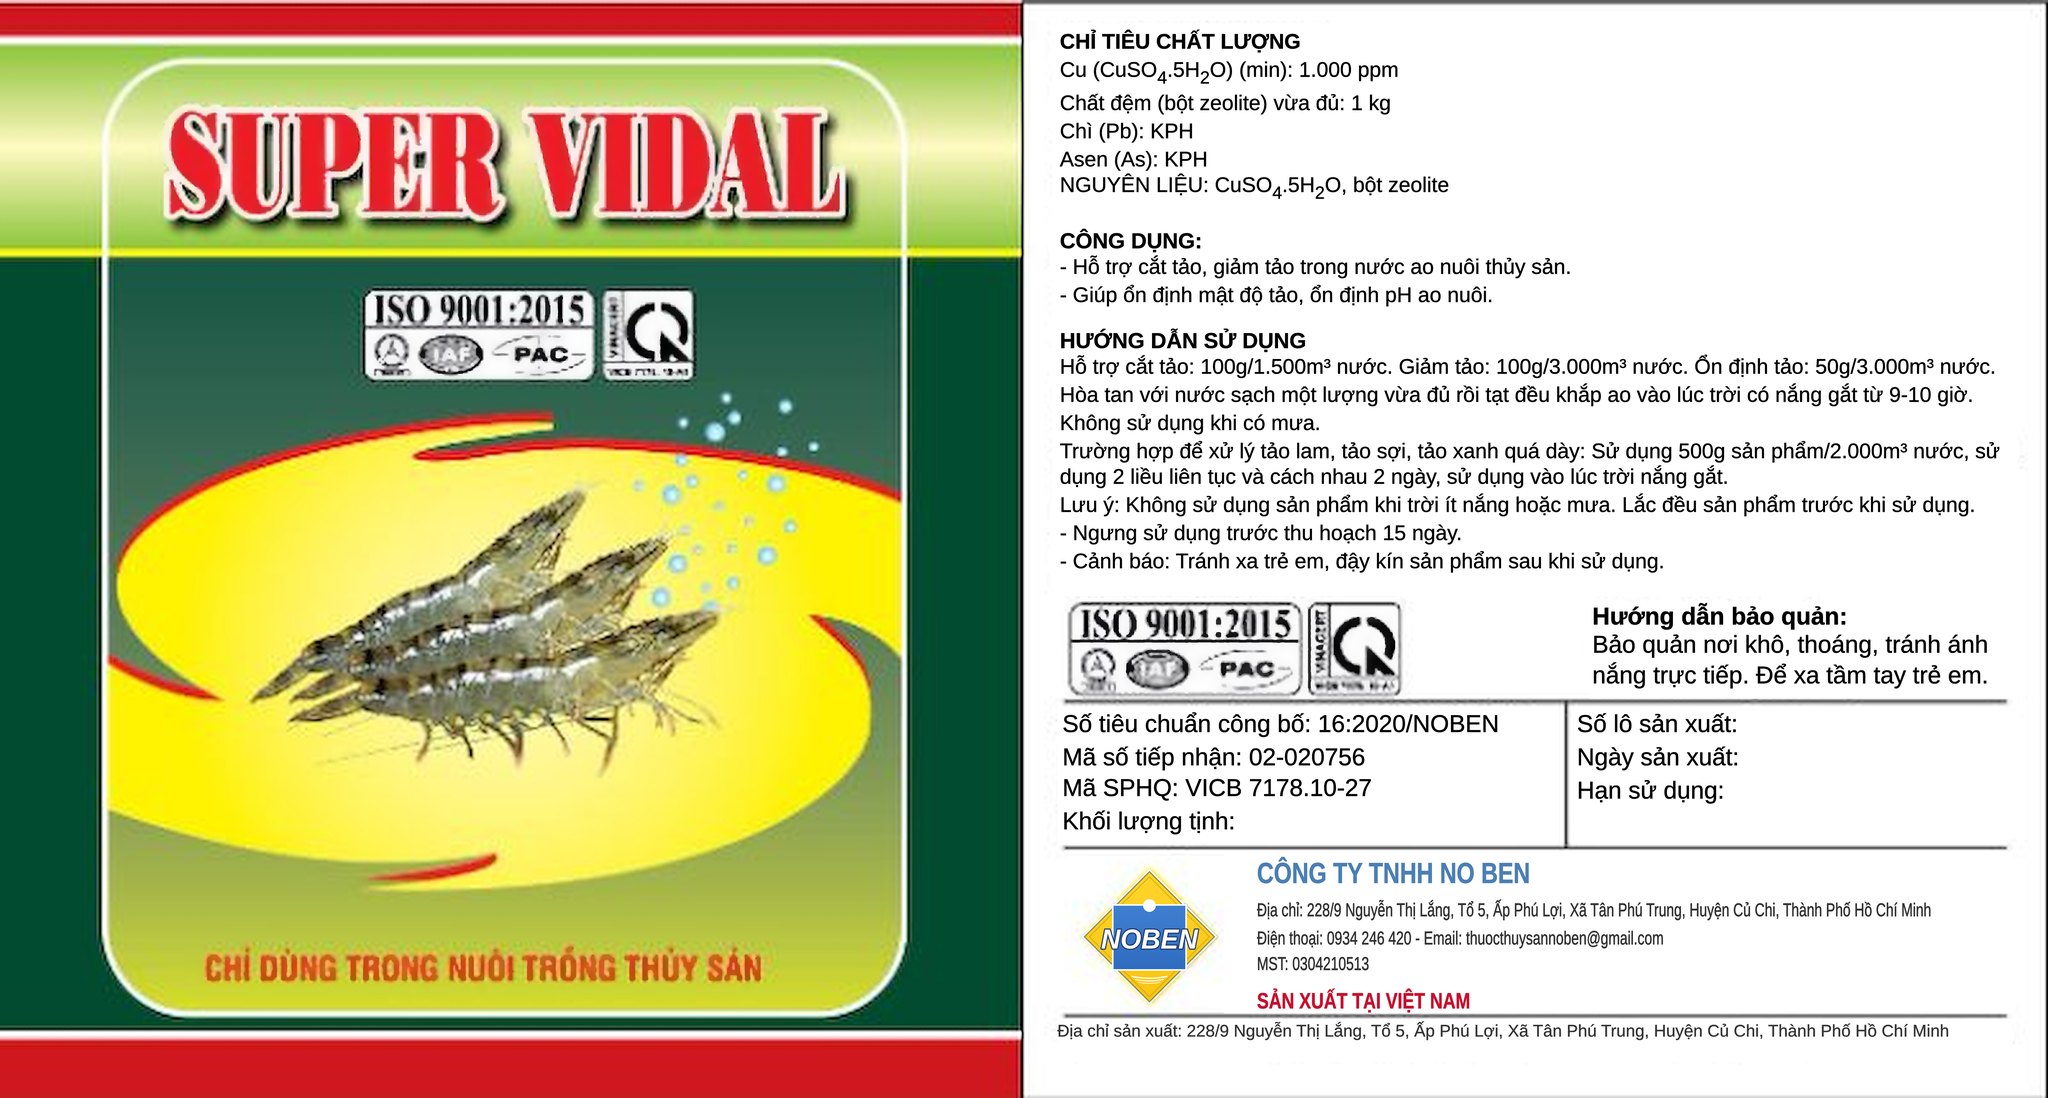 SUPER VIDAL
ISO 9001:2015
IAF
PAC
VINACERT
CHỈ DÙNG TRONG NUÔI TRỒNG THỦY SẢN
CHỈ TIÊU CHẤT LƯỢNG
Cu (CuSO₄.5H₂O) (min): 1.000 ppm
Chất đệm (bột zeolite) vừa đủ: 1 kg
Chì (Pb): KPH
Asen (As): KPH
NGUYÊN LIỆU: CuSO₄.5H₂O, bột zeolite
CÔNG DỤNG:
- Hỗ trợ cắt tảo, giảm tảo trong nước ao nuôi thủy sản.
- Giúp ổn định mật độ tảo, ổn định pH ao nuôi.
HƯỚNG DẪN SỬ DỤNG
Hỗ trợ cắt tảo: 100g/1.500m³ nước. Giảm tảo: 100g/3.000m³ nước. Ổn định tảo: 50g/3.000m³ nước.
Hòa tan với nước sạch một lượng vừa đủ rồi tạt đều khắp ao vào lúc trời có nắng gắt từ 9-10 giờ.
Không sử dụng khi có mưa.
Trường hợp để xử lý tảo lam, tảo sợi, tảo xanh quá dày: Sử dụng 500g sản phẩm/2.000m³ nước, sử
dụng 2 liều liên tục và cách nhau 2 ngày, sử dụng vào lúc trời nắng gắt.
Lưu ý: Không sử dụng sản phẩm khi trời ít nắng hoặc mưa. Lắc đều sản phẩm trước khi sử dụng.
- Ngưng sử dụng trước thu hoạch 15 ngày.
- Cảnh báo: Tránh xa trẻ em, đậy kín sản phẩm sau khi sử dụng.
ISO 9001:2015
IAF
PAC
VINACERT
Hướng dẫn bảo quản:
Bảo quản nơi khô, thoáng, tránh ánh
nắng trực tiếp. Để xa tầm tay trẻ em.
Số tiêu chuẩn công bố: 16:2020/NOBEN
Mã số tiếp nhận: 02-020756
Mã SPHQ: VICB 7178.10-27
Khối lượng tịnh:
Số lô sản xuất:
Ngày sản xuất:
Hạn sử dụng:
NOBEN
CÔNG TY TNHH NO BEN
Địa chỉ: 228/9 Nguyễn Thị Lắng, Tổ 5, Ấp Phú Lợi, Xã Tân Phú Trung, Huyện Củ Chi, Thành Phố Hồ Chí Minh
Điện thoại: 0934 246 420 - Email: thuocthuysannoben@gmail.com
MST: 0304210513
SẢN XUẤT TẠI VIỆT NAM
Địa chỉ sản xuất: 228/9 Nguyễn Thị Lắng, Tổ 5, Ấp Phú Lợi, Xã Tân Phú Trung, Huyện Củ Chi, Thành Phố Hồ Chí Minh